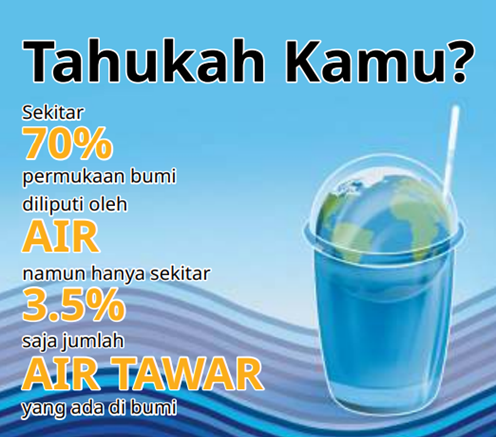 Tahukah Kamu?
Sekitar
70%
permukaan bumi
diliputi oleh
AIR
namun hanya sekitar
3.5%
saja jumlah
AIR TAWAR
yang ada di bumi